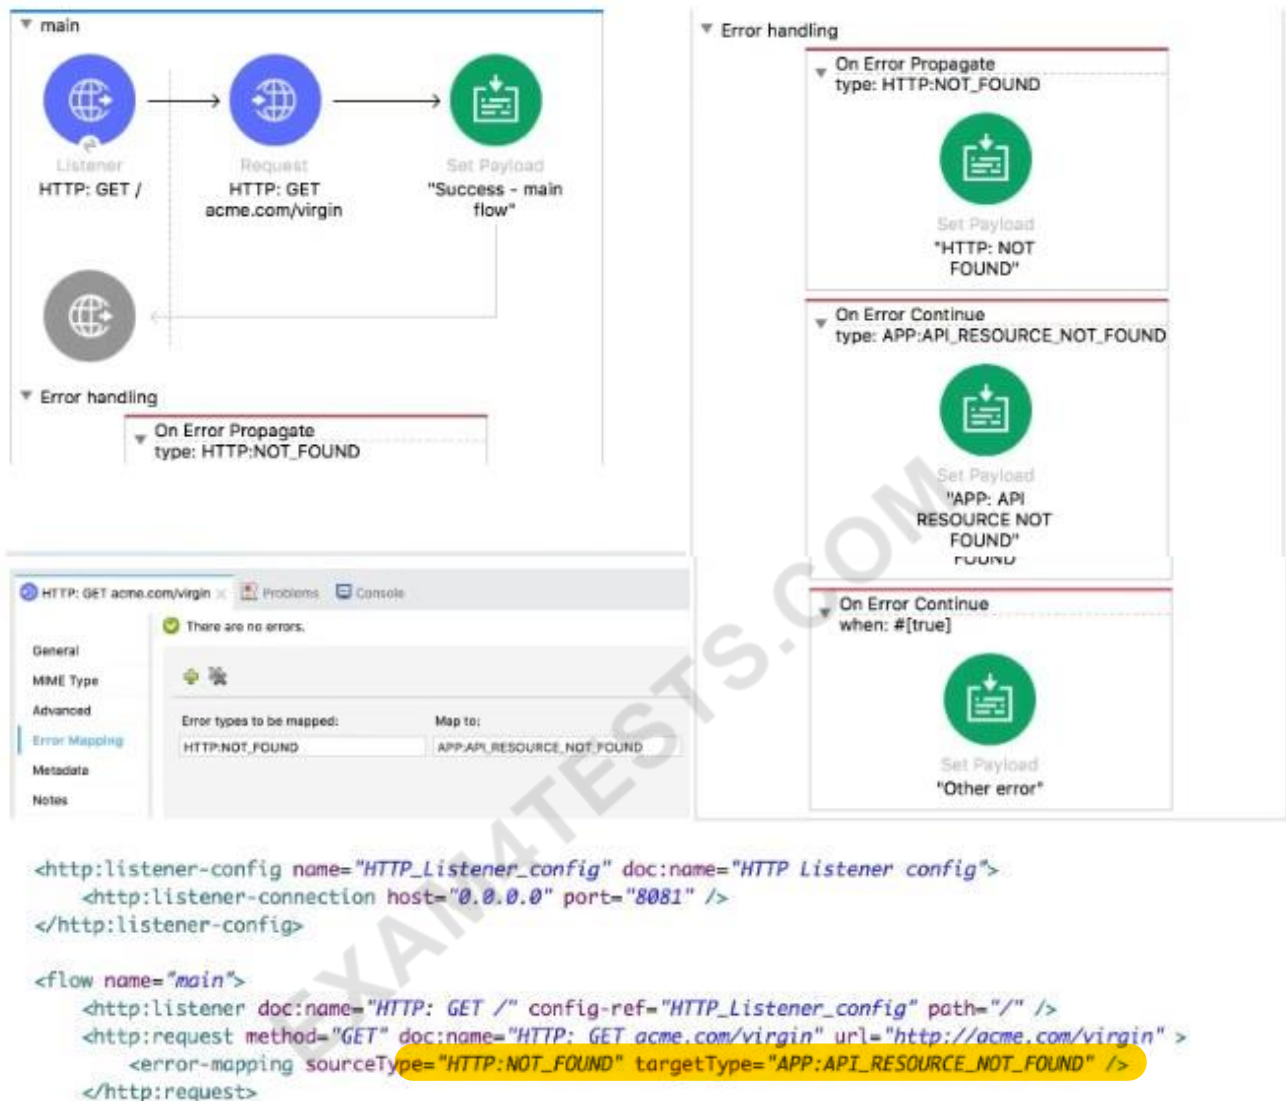 main
Listener
HTTP: GET /
Request
HTTP: GET
acme.com/virgin
Set Payload
"Success - main
flow"
Error handling
On Error Propagate
type: HTTP:NOT_FOUND
Error handling
On Error Propagate
type: HTTP:NOT_FOUND
Set Payload
"HTTP: NOT
FOUND"
On Error Continue
type: APP:API_RESOURCE_NOT_FOUND
Set Payload
"APP: API
RESOURCE NOT
FOUND"
FOUND
On Error Continue
when: #[true]
Set Payload
"Other error"
HTTP: GET acme.com/virgin
Problems
Console
There are no errors.
General
MIME Type
Advanced
Error Mapping
Metadata
Notes
Error types to be mapped:
Map to:
HTTP:NOT_FOUND
APP:API_RESOURCE_NOT_FOUND
<http:listener-config name="HTTP_Listener_config" doc:name="HTTP Listener config">
<http:listener-connection host="0.0.0.0" port="8081" />
</http:listener-config>
<flow name="main">
<http:listener doc:name="HTTP: GET /" config-ref="HTTP_Listener_config" path="/" />
<http:request method="GET" doc:name="HTTP: GET acme.com/virgin" url="http://acme.com/virgin" >
<error-mapping sourceType="HTTP:NOT_FOUND" targetType="APP:API_RESOURCE_NOT_FOUND" />
</http:request>
EXAM4TESTS.COM